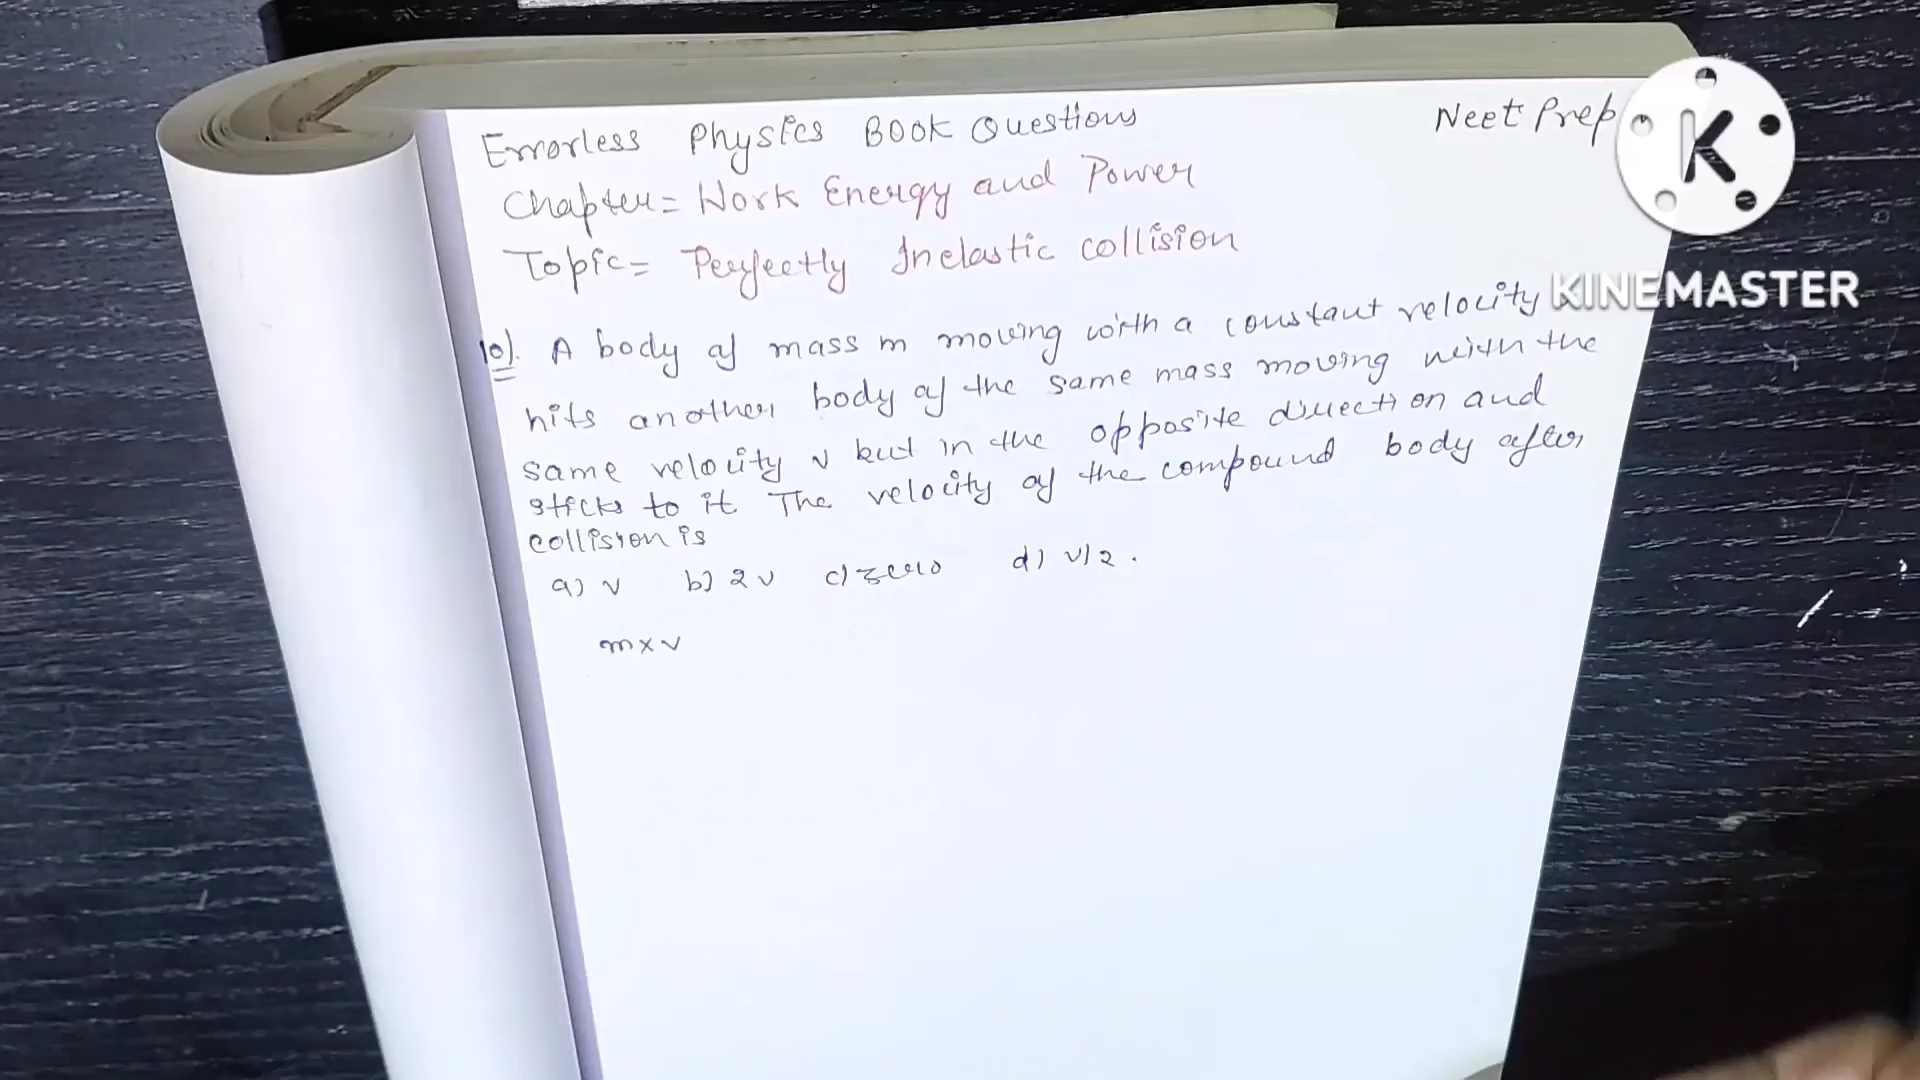 Errorless Physics Book Questions
Neet Prep
Chapter = Work Energy and Power
Topic = Perfectly Inelastic collision
KINEMASTER
10). A body of mass m moving with a constant velocity
hits another body of the same mass moving with the
same velocity v but in the opposite direction and
sticks to it. The velocity of the compound body after
collision is
a) v b) 2v c) zero d) v/2.
m x v